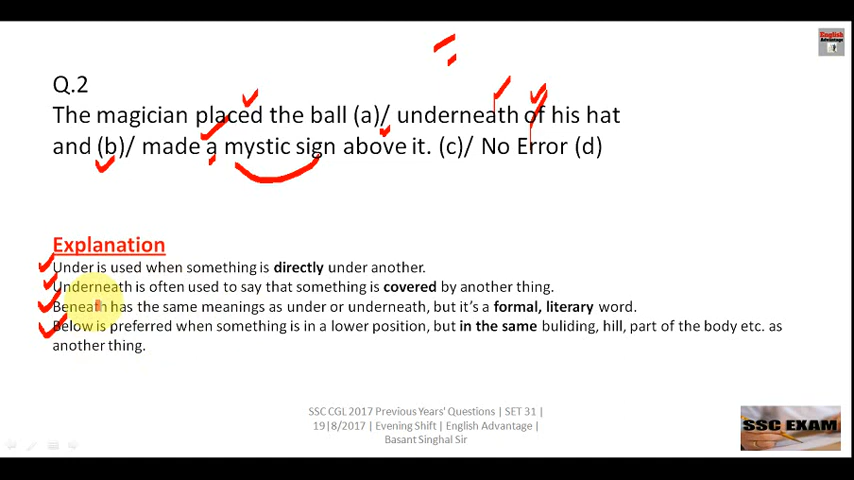 English
Advantage
Q.2
The magician placed the ball (a)/ underneath of his hat
and (b)/ made a mystic sign above it. (c)/ No Error (d)
Explanation
Under is used when something is directly under another.
Underneath is often used to say that something is covered by another thing.
Beneath has the same meanings as under or underneath, but it's a formal, literary word.
Below is preferred when something is in a lower position, but in the same buliding, hill, part of the body etc. as
another thing.
SSC CGL 2017 Previous Years' Questions | SET 31 |
19|8/2017 | Evening Shift | English Advantage |
Basant Singhal Sir
SSC EXAM